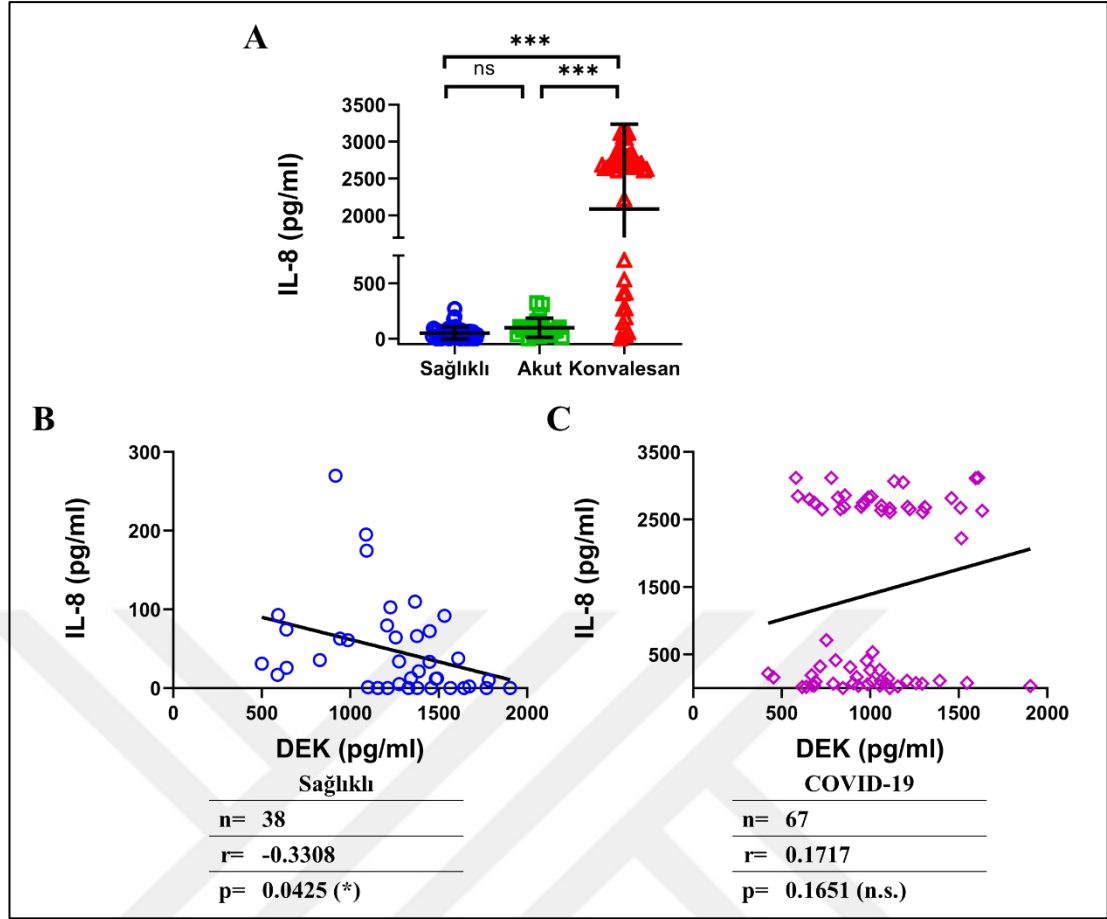 A
***
ns
***
IL-8 (pg/ml)
3500
3000
2500
2000
500
0
Sağlıklı Akut Konvalesan
B
IL-8 (pg/ml)
300
200
100
0
0 500 1000 1500 2000
DEK (pg/ml)
Sağlıklı
n= 38
r= -0.3308
p= 0.0425 (*)
C
IL-8 (pg/ml)
3500
2500
1500
500
0 500 1000 1500 2000
DEK (pg/ml)
COVID-19
n= 67
r= 0.1717
p= 0.1651 (n.s.)